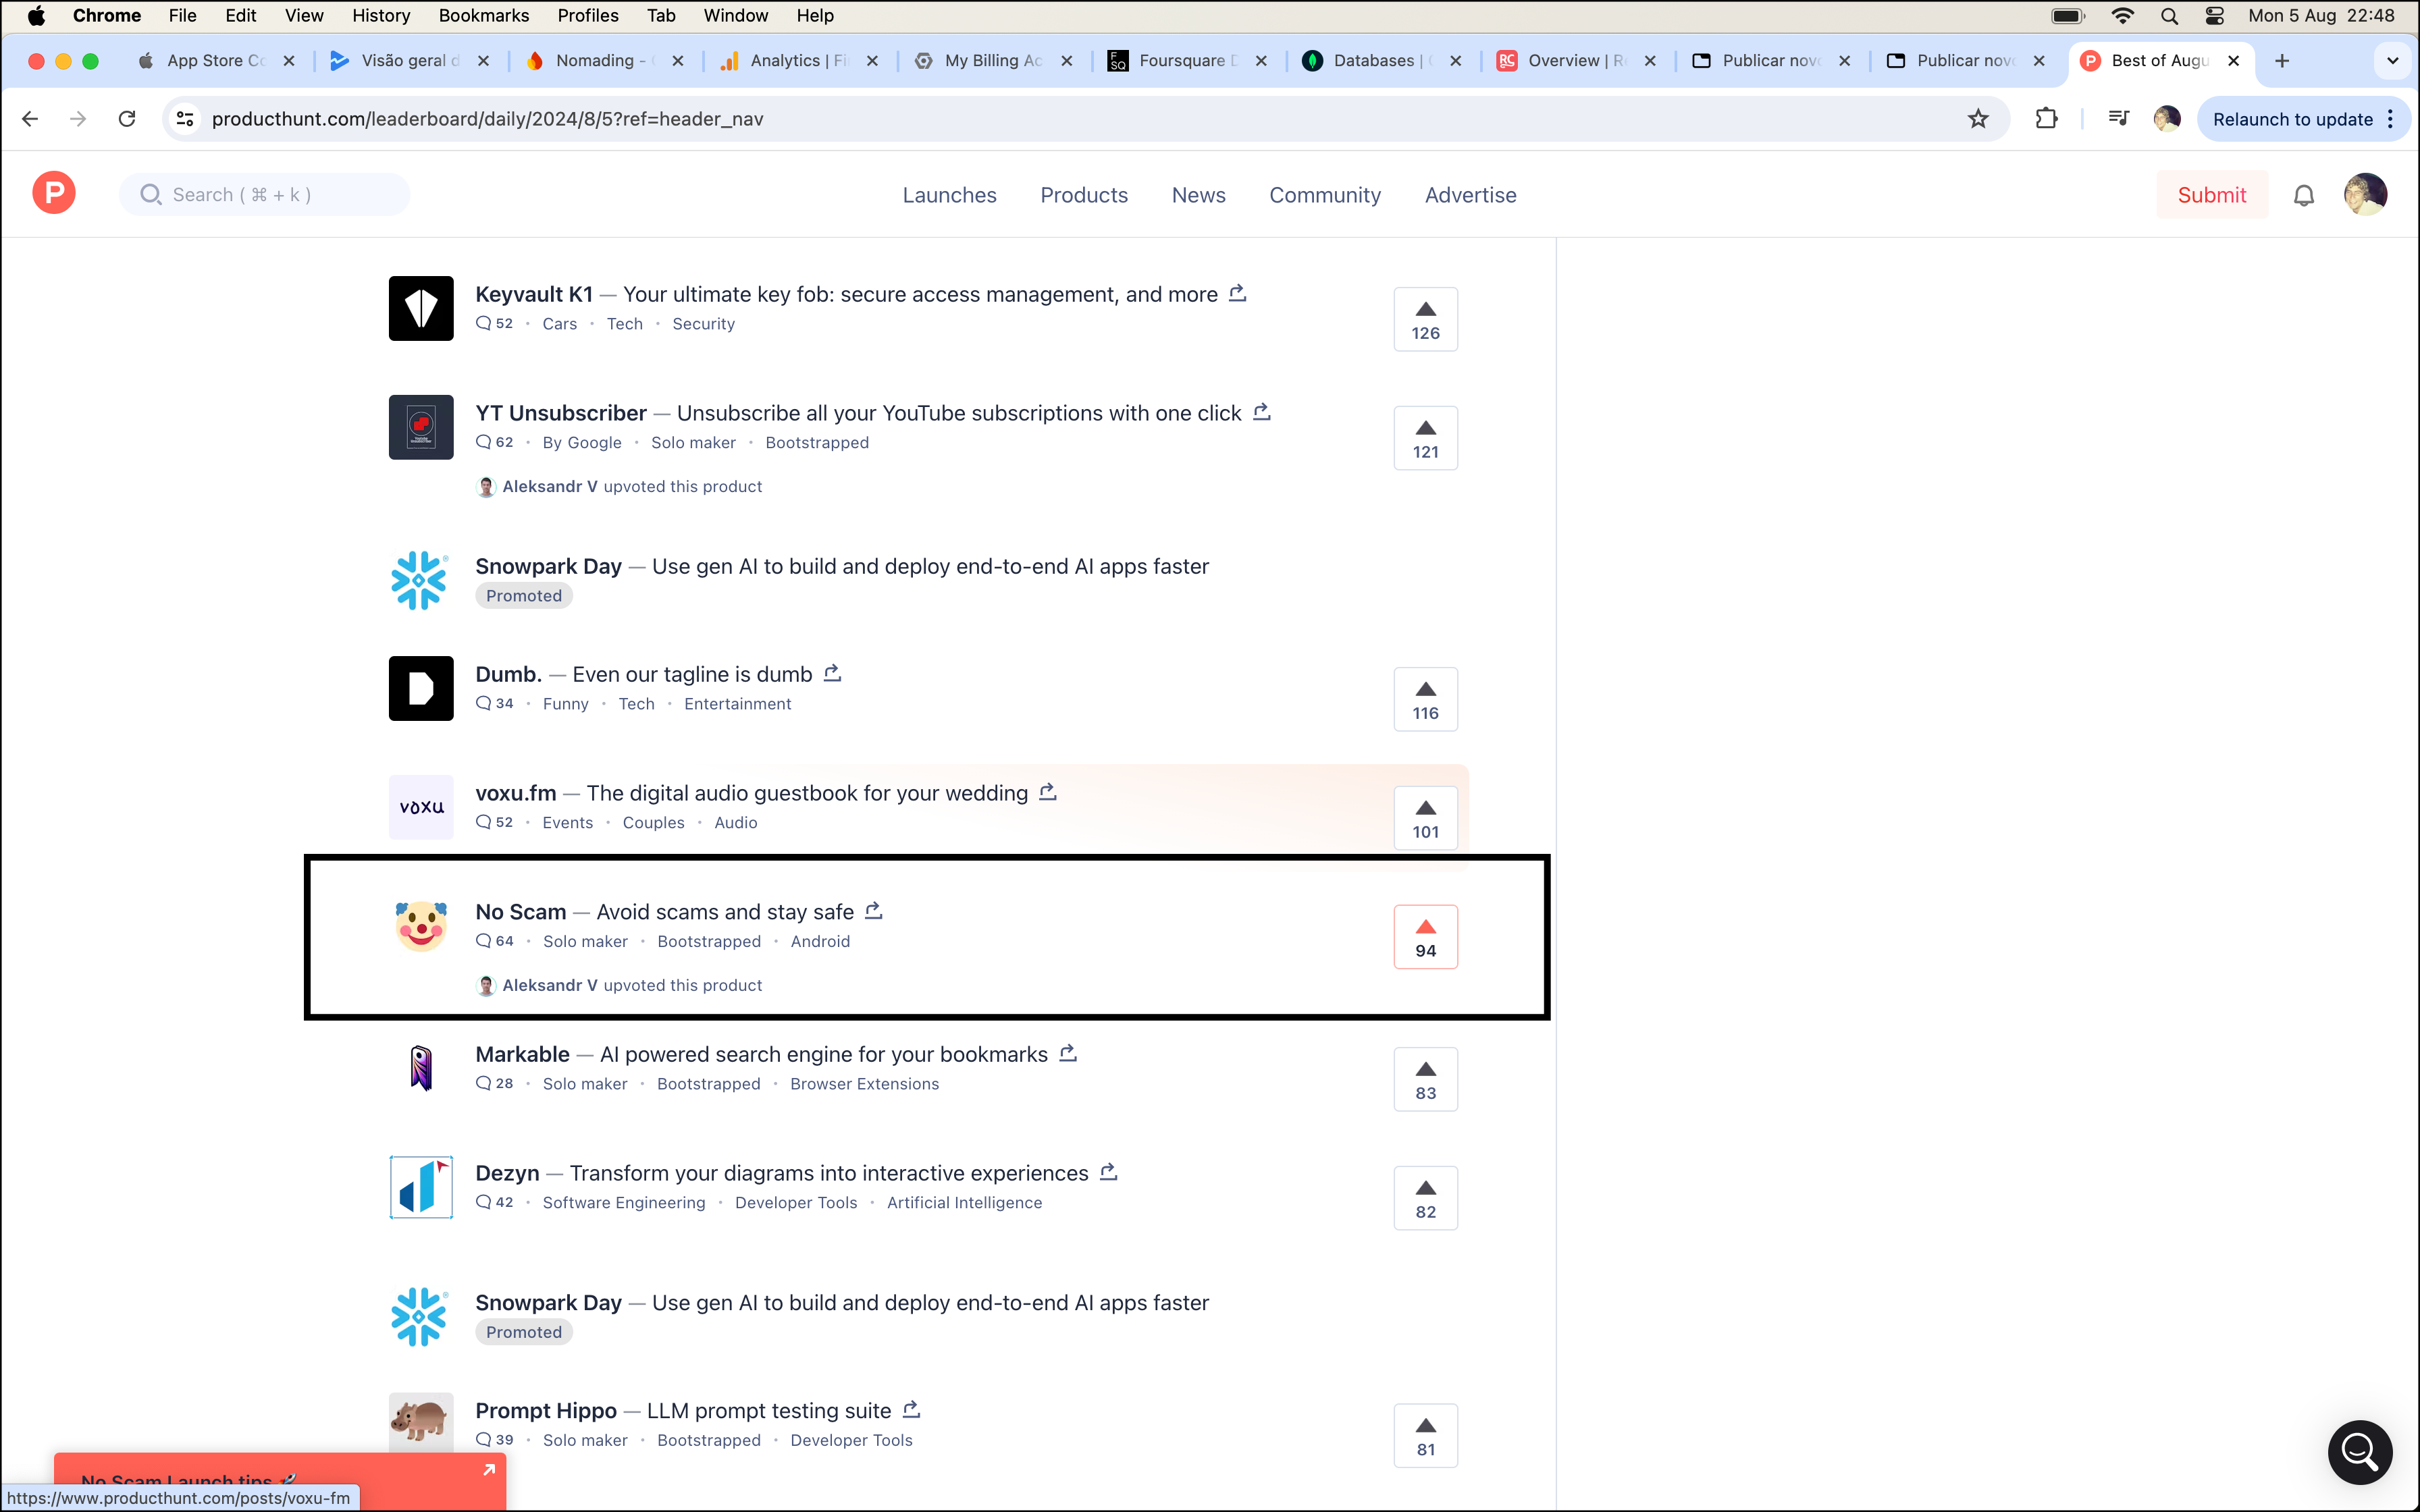 Chrome File Edit View History Bookmarks Profiles Tab Window Help Mon 5 Aug 22:48
App Store Co Visão geral d Nomading - Analytics | Fi My Billing Ac Foursquare D Databases | Overview | R Publicar novo Publicar novo Best of Augu
producthunt.com/leaderboard/daily/2024/8/5?ref=header_nav Relaunch to update
P Search ( ⌘ + k ) Launches Products News Community Advertise Submit
Keyvault K1 — Your ultimate key fob: secure access management, and more
52 • Cars • Tech • Security
126
YT Unsubscriber — Unsubscribe all your YouTube subscriptions with one click
62 • By Google • Solo maker • Bootstrapped
121
Aleksandr V upvoted this product
Snowpark Day — Use gen AI to build and deploy end-to-end AI apps faster
Promoted
Dumb. — Even our tagline is dumb
34 • Funny • Tech • Entertainment
116
voxu
voxu.fm — The digital audio guestbook for your wedding
52 • Events • Couples • Audio
101
No Scam — Avoid scams and stay safe
64 • Solo maker • Bootstrapped • Android
94
Aleksandr V upvoted this product
Markable — AI powered search engine for your bookmarks
28 • Solo maker • Bootstrapped • Browser Extensions
83
Dezyn — Transform your diagrams into interactive experiences
42 • Software Engineering • Developer Tools • Artificial Intelligence
82
Snowpark Day — Use gen AI to build and deploy end-to-end AI apps faster
Promoted
Prompt Hippo — LLM prompt testing suite
39 • Solo maker • Bootstrapped • Developer Tools
81
No Scam Launch tips 🚀
https://www.producthunt.com/posts/voxu-fm